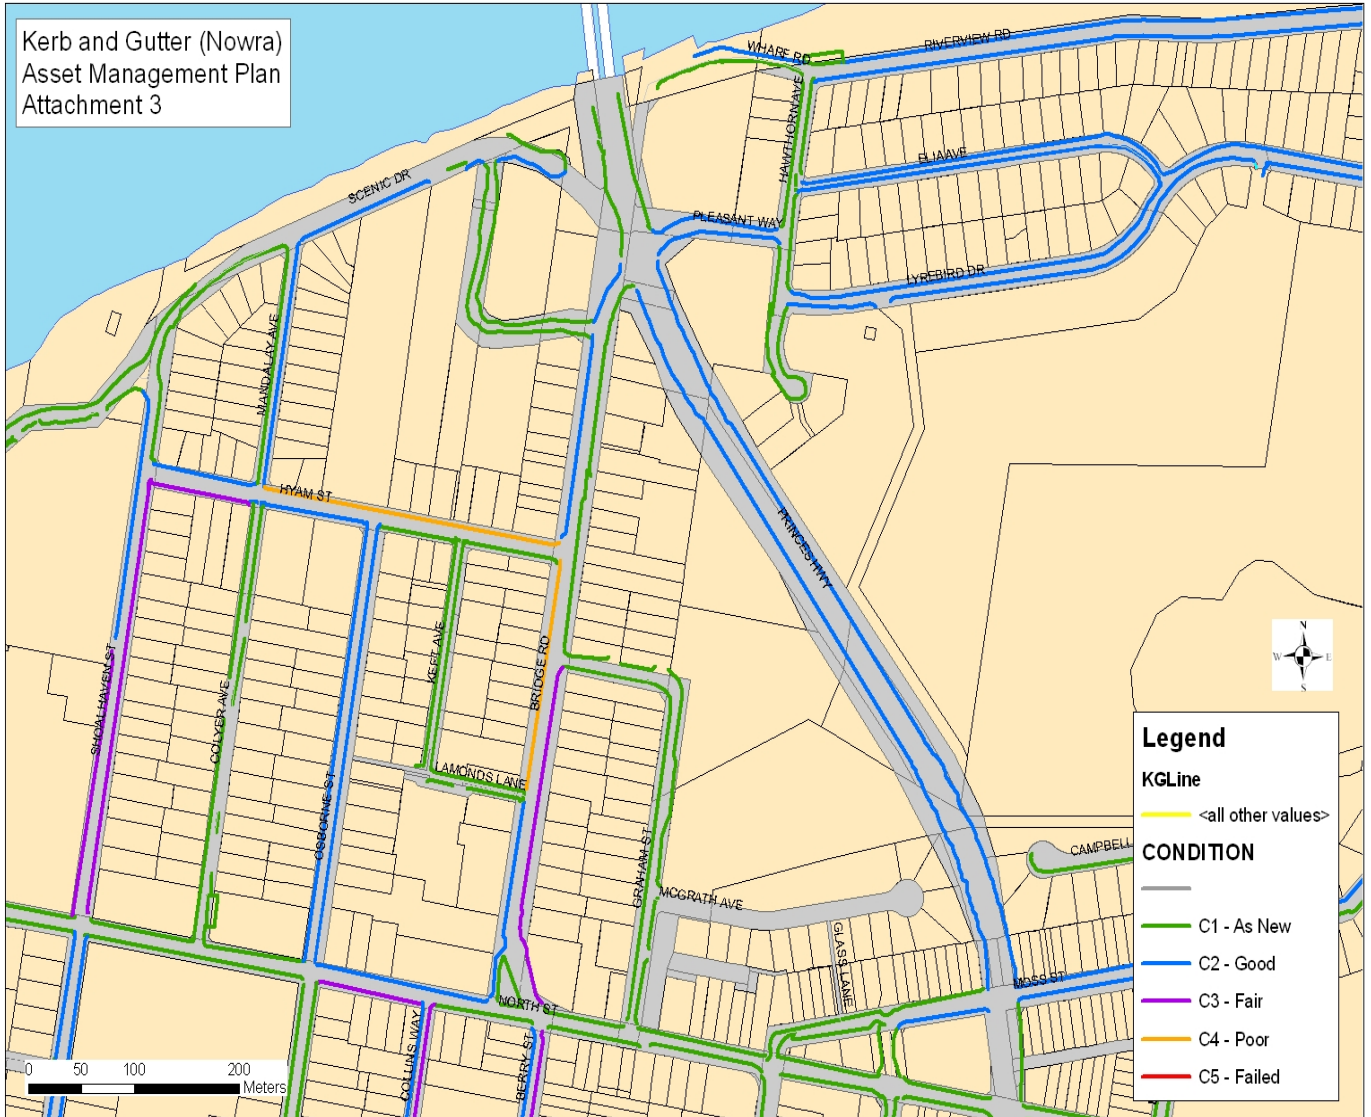 Kerb and Gutter (Nowra)
Asset Management Plan
Attachment 3
WHARF RD
RIVERVIEW RD
HAWTHORN AVE
ELIA AVE
SCENIC DR
PLEASANT WAY
LYREBIRD DR
MANDALAY AVE
HYAM ST
PRINCES HWY
SHOALHAVEN ST
COLYER AVE
OSBORNE ST
KEFT AVE
BRIDGE RD
LAMONDS LANE
GRAHAM ST
MCGRATH AVE
GLASS LANE
CAMPBELL
MOSS ST
NORTH ST
COLLINS WAY
BERRY ST
N
W E
S
Legend
KGLine
<all other values>
CONDITION
C1 - As New
C2 - Good
C3 - Fair
C4 - Poor
C5 - Failed
0 50 100 200
Meters